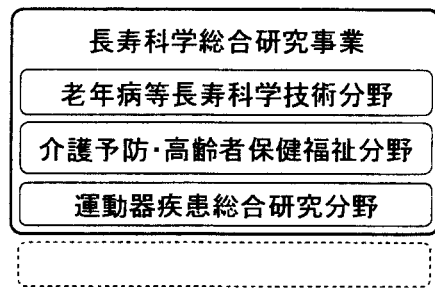 長寿科学総合研究事業
老年病等長寿科学技術分野
介護予防・高齢者保健福祉分野
運動器疾患総合研究分野